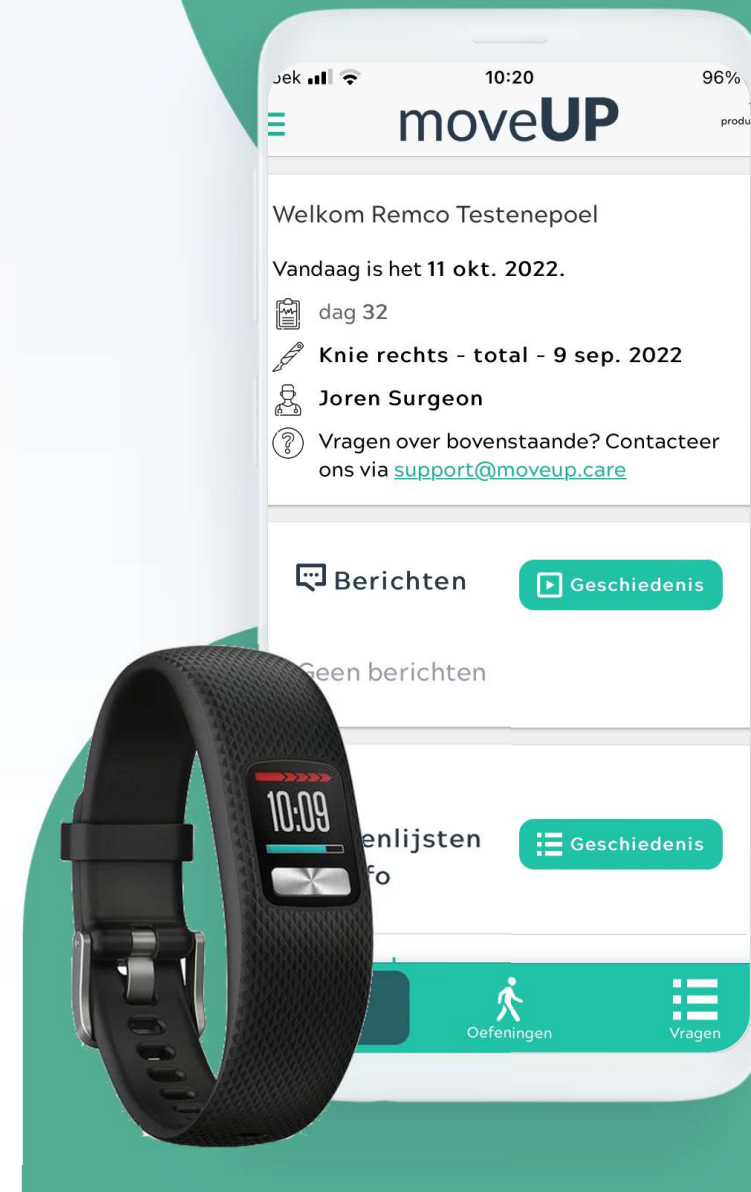 10:20
96%
moveUP
Welkom Remco Testenepoel
Vandaag is het 11 okt. 2022.
dag 32
Knie rechts - total - 9 sep. 2022
Joren Surgeon
Vragen over bovenstaande? Contacteer
ons via support@moveup.care
Berichten
Geschiedenis
Geen berichten
10:09
Geschiedenis
Oefeningen
Vragen